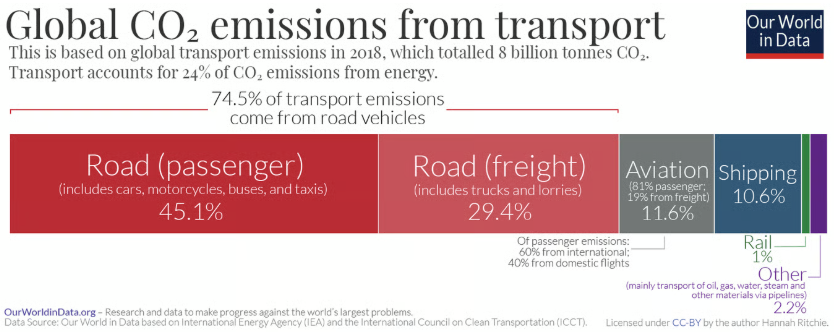 Global CO₂ emissions from transport
Our World
in Data
This is based on global transport emissions in 2018, which totalled 8 billion tonnes CO₂.
Transport accounts for 24% of CO₂ emissions from energy.
74.5% of transport emissions
come from road vehicles
Road (passenger)
(includes cars, motorcycles, buses, and taxis)
45.1%
Road (freight)
(includes trucks and lorries)
29.4%
Aviation
(81% passenger;
19% from freight)
11.6%
Shipping
10.6%
Of passenger emissions:
60% from international;
40% from domestic flights
Rail
1%
Other
(mainly transport of oil, gas, water, steam and
other materials via pipelines)
2.2%
OurWorldinData.org – Research and data to make progress against the world's largest problems.
Data Source: Our World in Data based on International Energy Agency (IEA) and the International Council on Clean Transportation (ICCT).
Licensed under CC-BY by the author Hannah Ritchie.